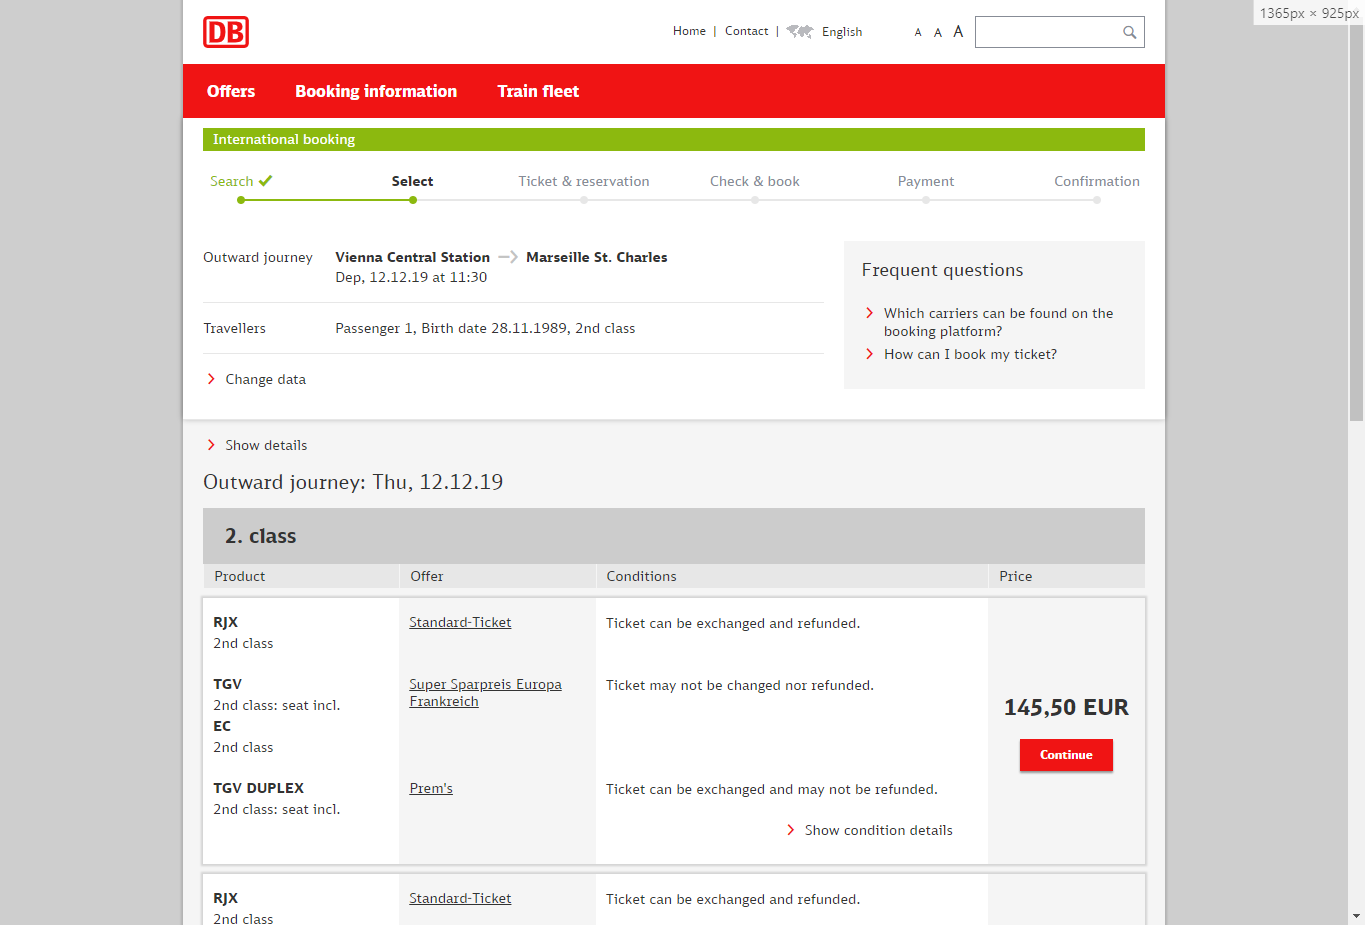 1365px × 925px
DB
Home | Contact | English A A A
Offers Booking information Train fleet
International booking
Search Select Ticket & reservation Check & book Payment Confirmation
Outward journey Vienna Central Station Marseille St. Charles
Dep, 12.12.19 at 11:30
Travellers Passenger 1, Birth date 28.11.1989, 2nd class
Change data
Frequent questions
Which carriers can be found on the
booking platform?
How can I book my ticket?
Show details
Outward journey: Thu, 12.12.19
2. class
Product Offer Conditions Price
RJX Standard-Ticket Ticket can be exchanged and refunded.
2nd class
TGV Super Sparpreis Europa Ticket may not be changed nor refunded.
2nd class: seat incl. Frankreich
EC
2nd class
145,50 EUR
Continue
TGV DUPLEX Prem's Ticket can be exchanged and may not be refunded.
2nd class: seat incl.
Show condition details
RJX Standard-Ticket Ticket can be exchanged and refunded.
2nd class